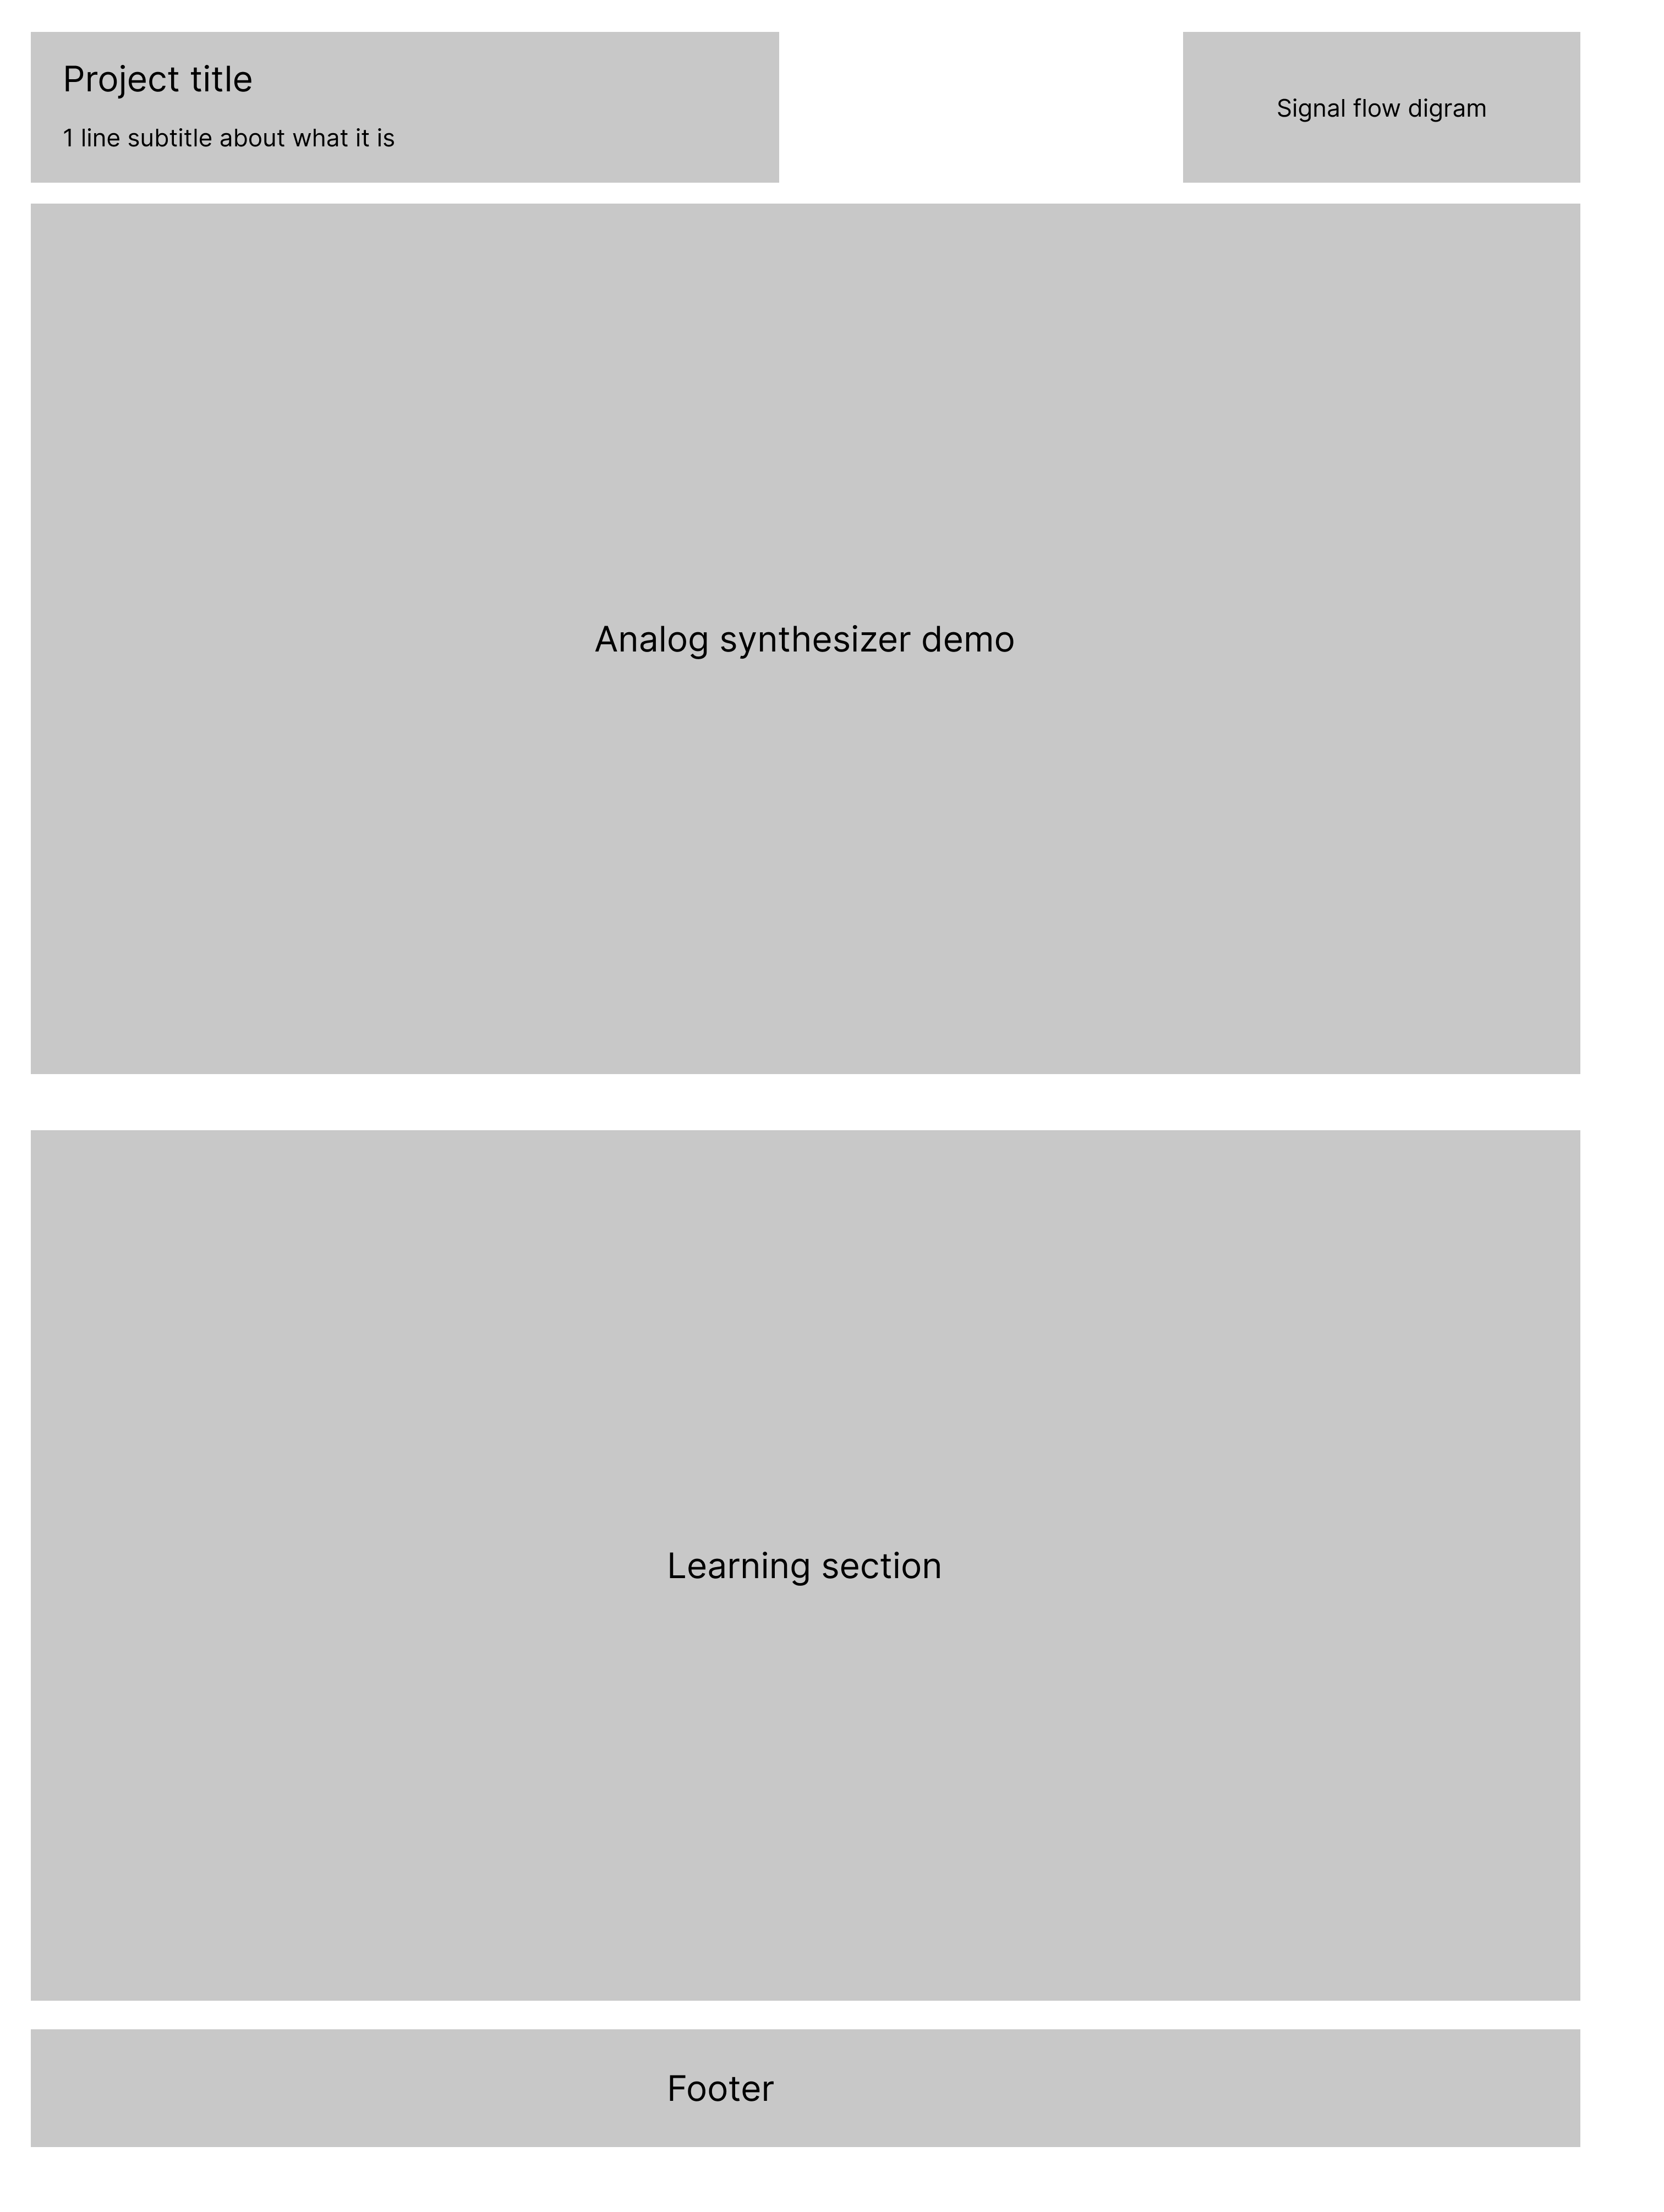 Project title
1 line subtitle about what it is
Signal flow digram
Analog synthesizer demo
Learning section
Footer